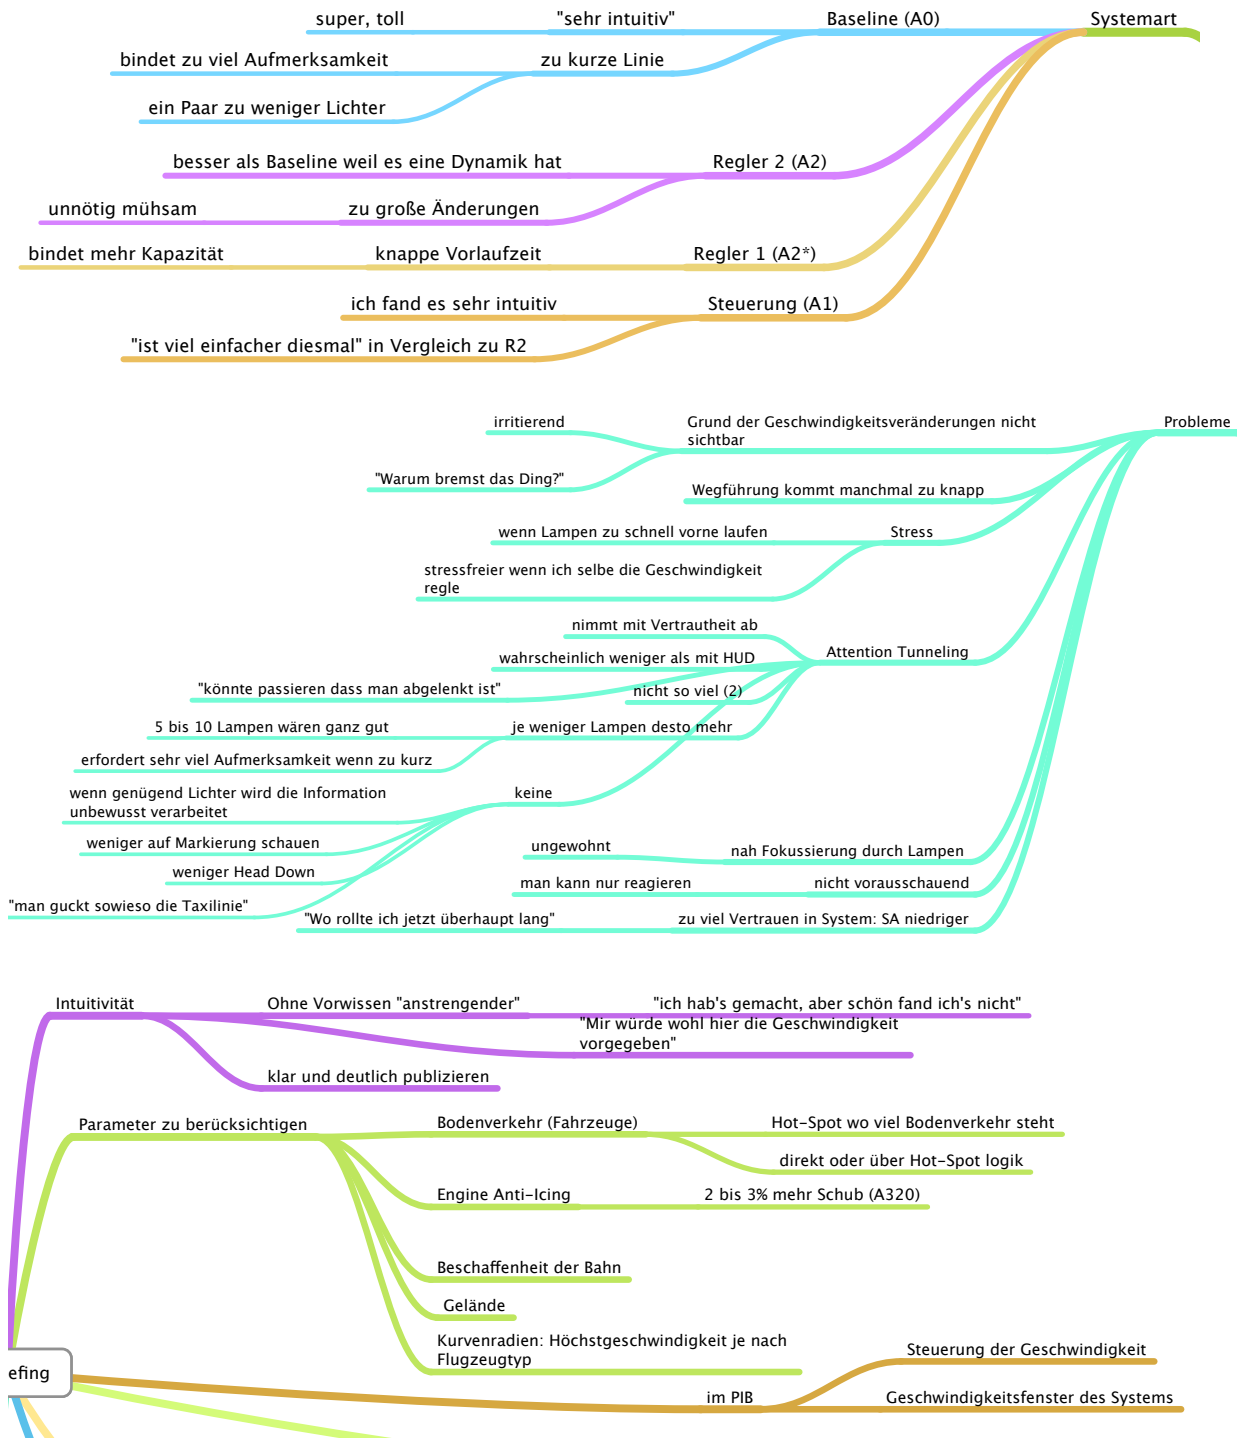 Systemart
Baseline (A0)
"sehr intuitiv"
super, toll
zu kurze Linie
bindet zu viel Aufmerksamkeit
ein Paar zu weniger Lichter
Regler 2 (A2)
besser als Baseline weil es eine Dynamik hat
zu große Änderungen
unnötig mühsam
Regler 1 (A2*)
knappe Vorlaufzeit
bindet mehr Kapazität
Steuerung (A1)
ich fand es sehr intuitiv
"ist viel einfacher diesmal" in Vergleich zu R2
Probleme
Grund der Geschwindigkeitsveränderungen nicht
sichtbar
irritierend
"Warum bremst das Ding?"
Wegführung kommt manchmal zu knapp
Stress
wenn Lampen zu schnell vorne laufen
stressfreier wenn ich selbe die Geschwindigkeit
regle
Attention Tunneling
nimmt mit Vertrautheit ab
wahrscheinlich weniger als mit HUD
"könnte passieren dass man abgelenkt ist"
nicht so viel (2)
je weniger Lampen desto mehr
5 bis 10 Lampen wären ganz gut
erfordert sehr viel Aufmerksamkeit wenn zu kurz
keine
wenn genügend Lichter wird die Information
unbewusst verarbeitet
weniger auf Markierung schauen
weniger Head Down
"man guckt sowieso die Taxilinie"
nah Fokussierung durch Lampen
ungewohnt
nicht vorausschauend
man kann nur reagieren
zu viel Vertrauen in System: SA niedriger
"Wo rollte ich jetzt überhaupt lang"
Intuitivität
Ohne Vorwissen "anstrengender"
"ich hab's gemacht, aber schön fand ich's nicht"
"Mir würde wohl hier die Geschwindigkeit
vorgegeben"
klar und deutlich publizieren
Parameter zu berücksichtigen
Bodenverkehr (Fahrzeuge)
Hot-Spot wo viel Bodenverkehr steht
direkt oder über Hot-Spot logik
Engine Anti-Icing
2 bis 3% mehr Schub (A320)
Beschaffenheit der Bahn
Gelände
Kurvenradien: Höchstgeschwindigkeit je nach
Flugzeugtyp
efing
im PIB
Steuerung der Geschwindigkeit
Geschwindigkeitsfenster des Systems